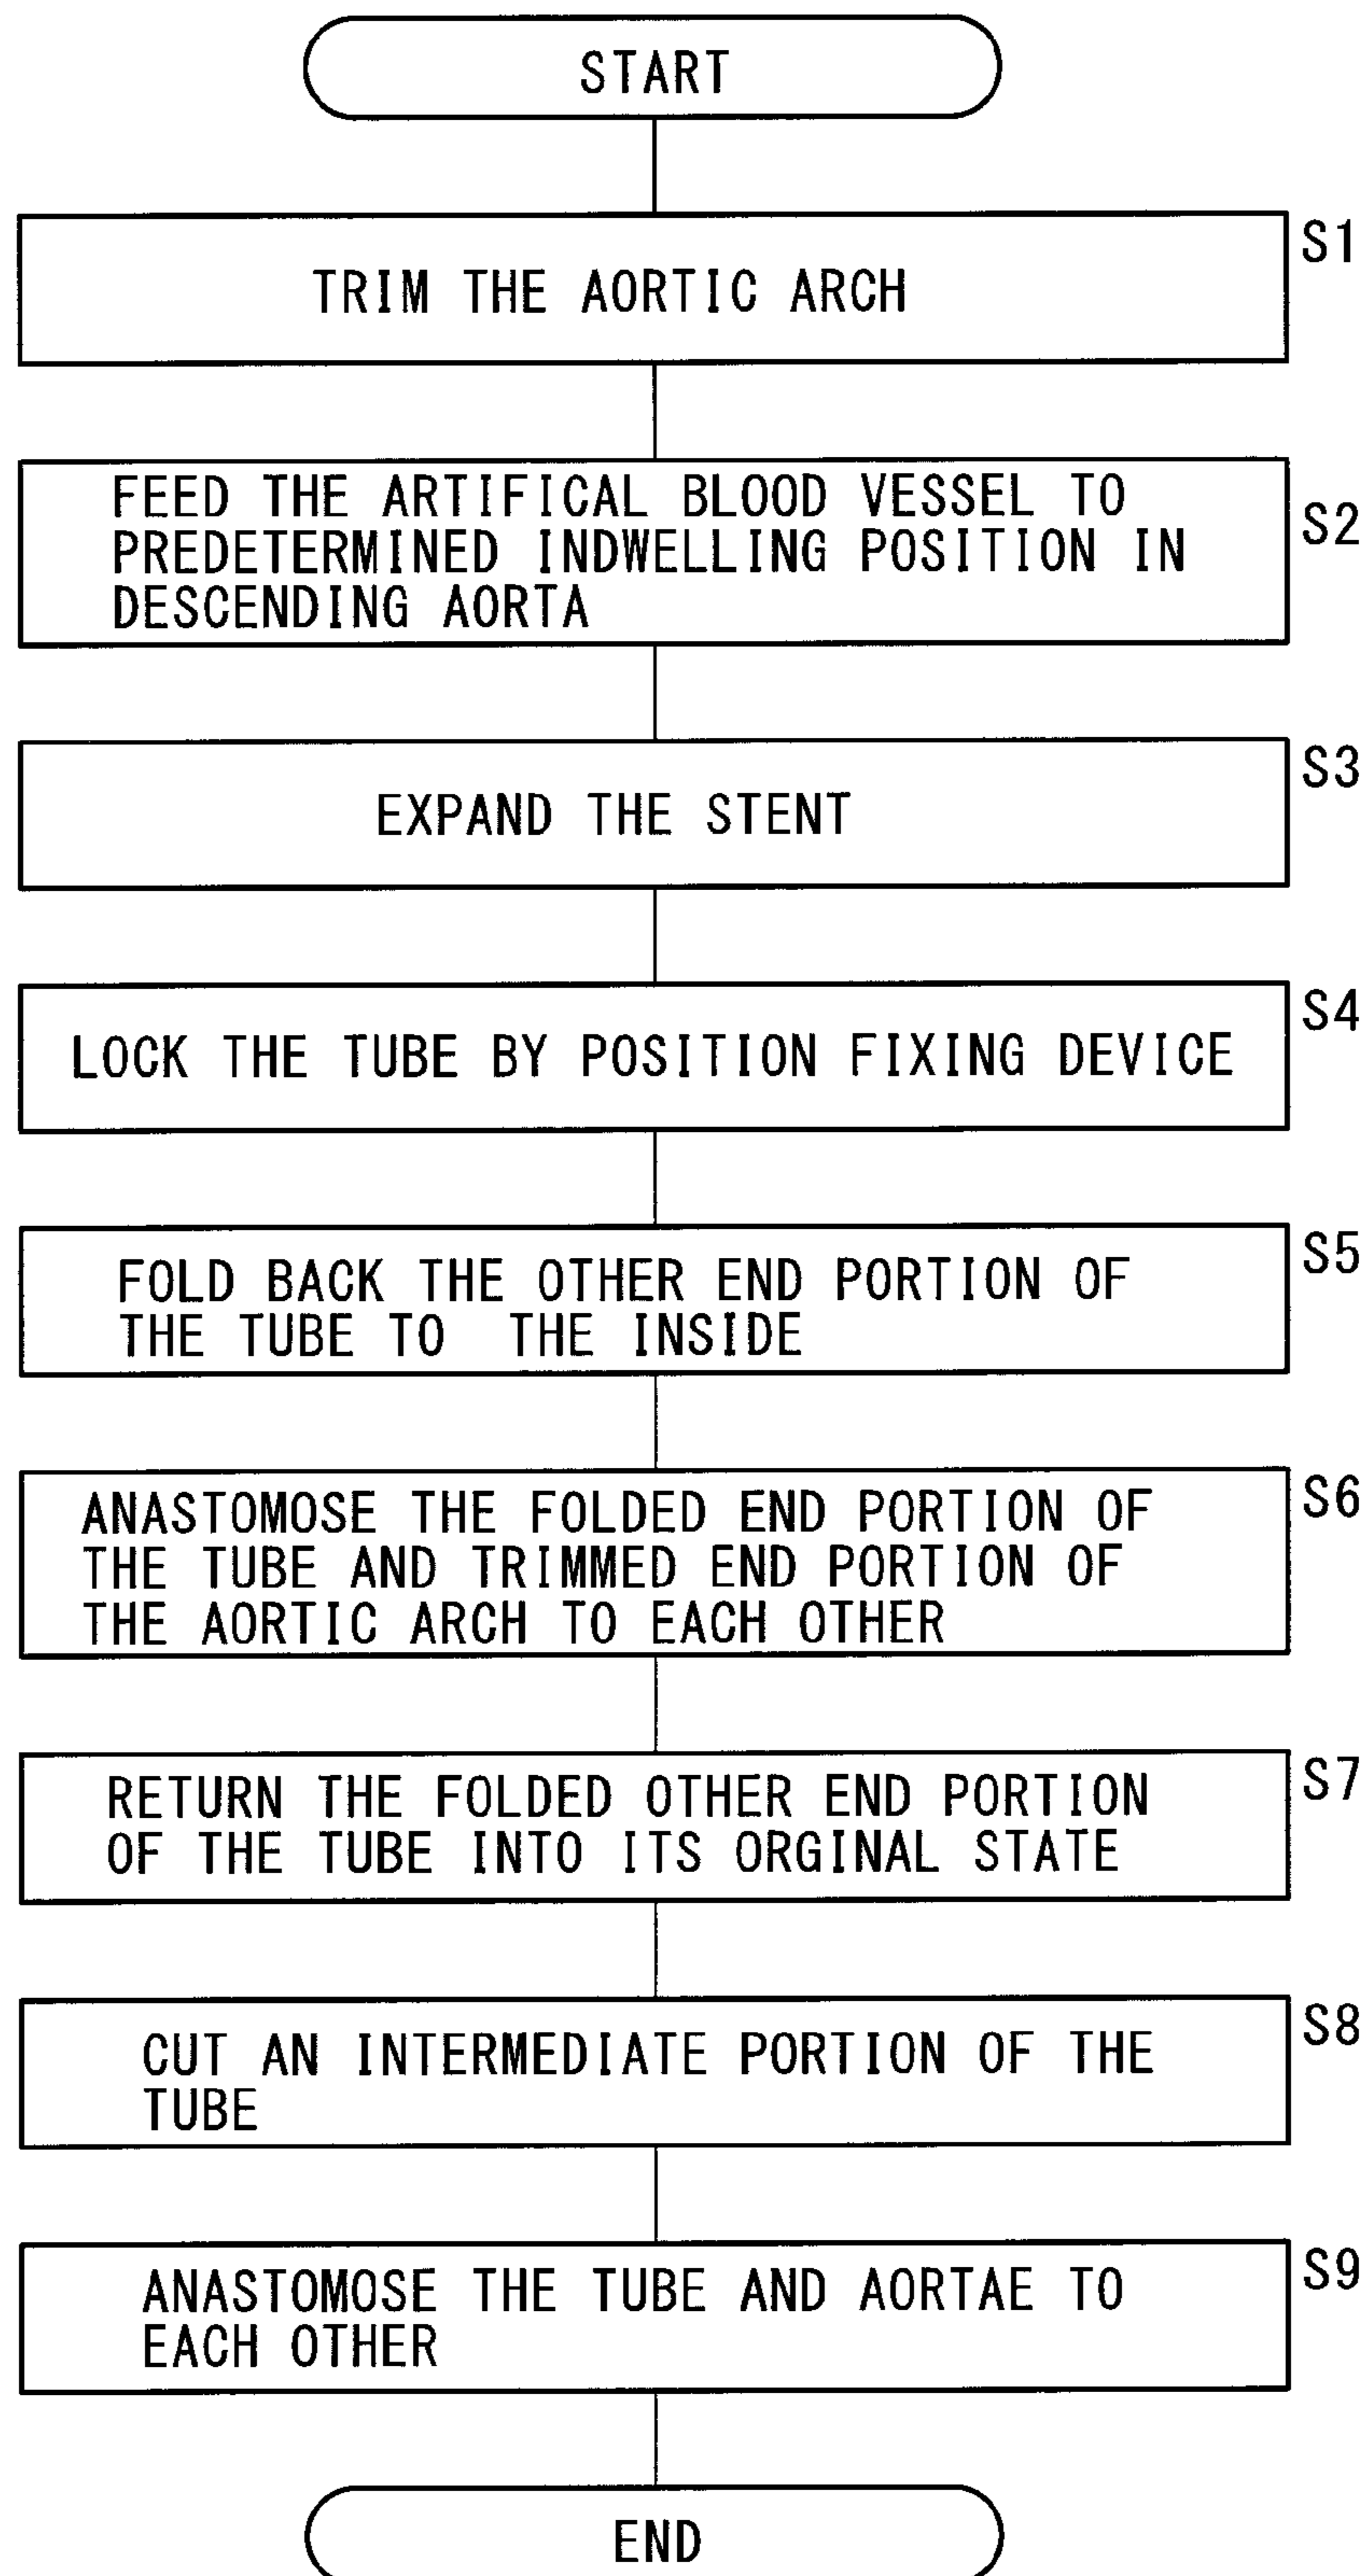 START
S1
TRIM THE AORTIC ARCH
S2
FEED THE ARTIFICAL BLOOD VESSEL TO
PREDETERMINED INDWELLING POSITION IN
DESCENDING AORTA
S3
EXPAND THE STENT
S4
LOCK THE TUBE BY POSITION FIXING DEVICE
S5
FOLD BACK THE OTHER END PORTION OF
THE TUBE TO THE INSIDE
S6
ANASTOMOSE THE FOLDED END PORTION OF
THE TUBE AND TRIMMED END PORTION OF
THE AORTIC ARCH TO EACH OTHER
S7
RETURN THE FOLDED OTHER END PORTION
OF THE TUBE INTO ITS ORGINAL STATE
S8
CUT AN INTERMEDIATE PORTION OF THE
TUBE
S9
ANASTOMOSE THE TUBE AND AORTAE TO
EACH OTHER
END